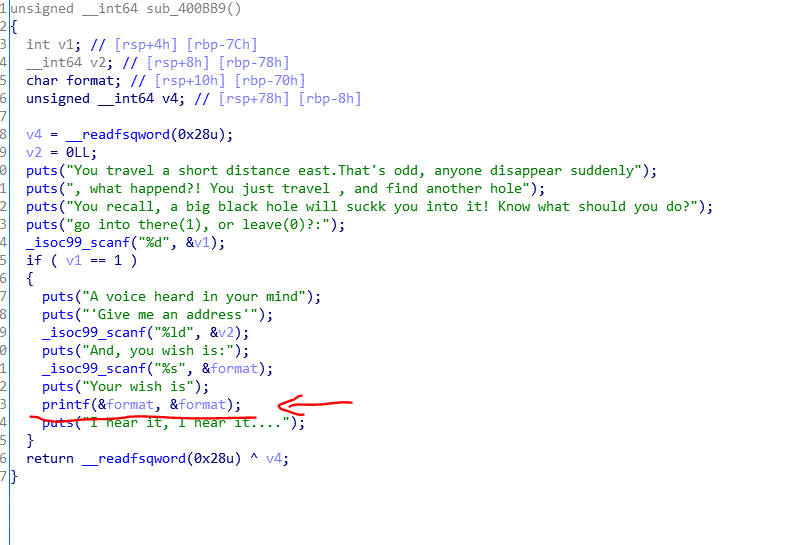 1 unsigned __int64 sub_400BB9()
2 {
3 int v1; // [rsp+4h] [rbp-7Ch]
4 __int64 v2; // [rsp+8h] [rbp-78h]
5 char format; // [rsp+10h] [rbp-70h]
6 unsigned __int64 v4; // [rsp+78h] [rbp-8h]
7
8 v4 = __readfsqword(0x28u);
9 v2 = 0LL;
0 puts("You travel a short distance east.That's odd, anyone disappear suddenly");
1 puts(", what happend?! You just travel , and find another hole");
2 puts("You recall, a big black hole will suckk you into it! Know what should you do?");
3 puts("go into there(1), or leave(0)?:");
4 _isoc99_scanf("%d", &v1);
5 if ( v1 == 1 )
6 {
7 puts("A voice heard in your mind");
8 puts("'Give me an address'");
9 _isoc99_scanf("%ld", &v2);
0 puts("And, you wish is:");
1 _isoc99_scanf("%s", &format);
2 puts("Your wish is");
3 printf(&format, &format);
4 puts("I hear it, I hear it....");
5 }
6 return __readfsqword(0x28u) ^ v4;
7 }